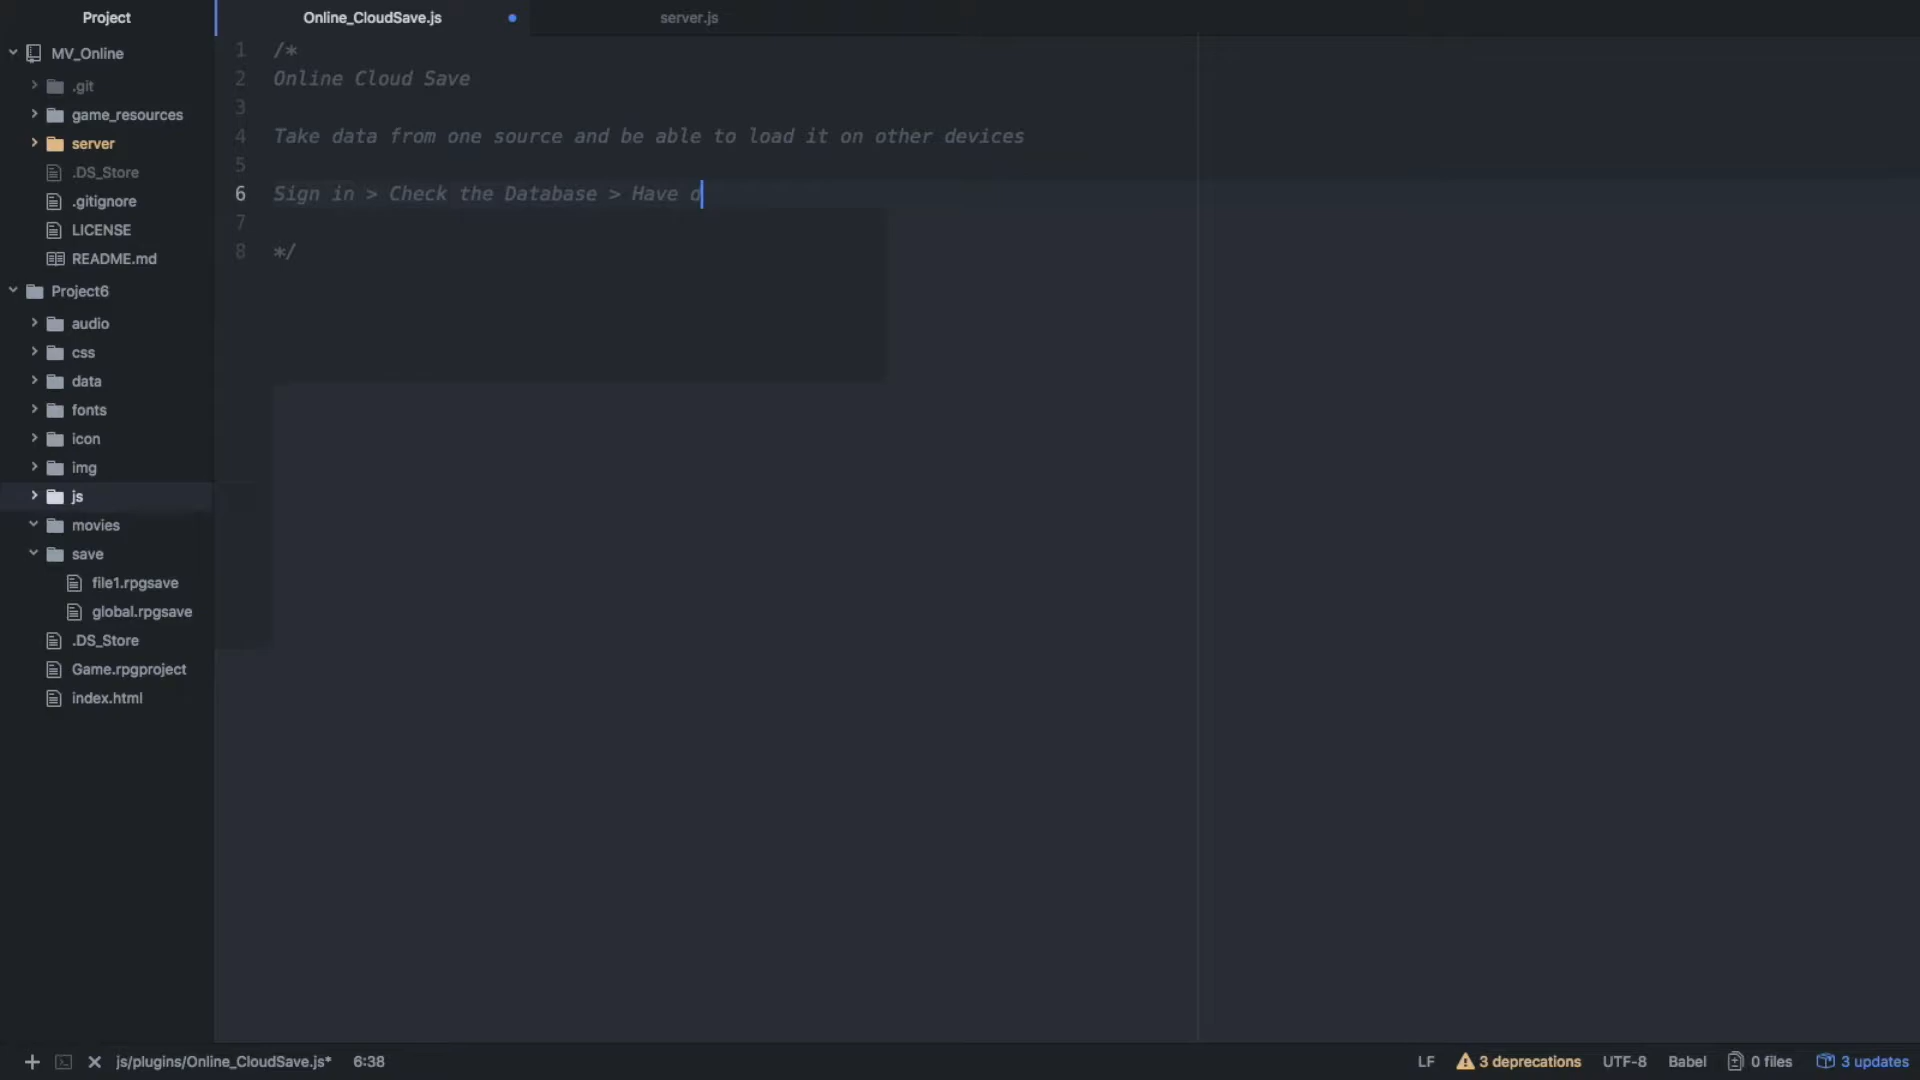 Project
Online_CloudSave.js
server.js
MV_Online
.git
game_resources
server
.DS_Store
.gitignore
LICENSE
README.md
Project6
audio
css
data
fonts
icon
img
js
movies
save
file1.rpgsave
global.rpgsave
.DS_Store
Game.rpgproject
index.html
1 /*
2 Online Cloud Save
3
4 Take data from one source and be able to load it on other devices
5
6 Sign in > Check the Database > Have d
7
8 */
js/plugins/Online_CloudSave.js* 6:38 LF 3 deprecations UTF-8 Babel 0 files 3 updates